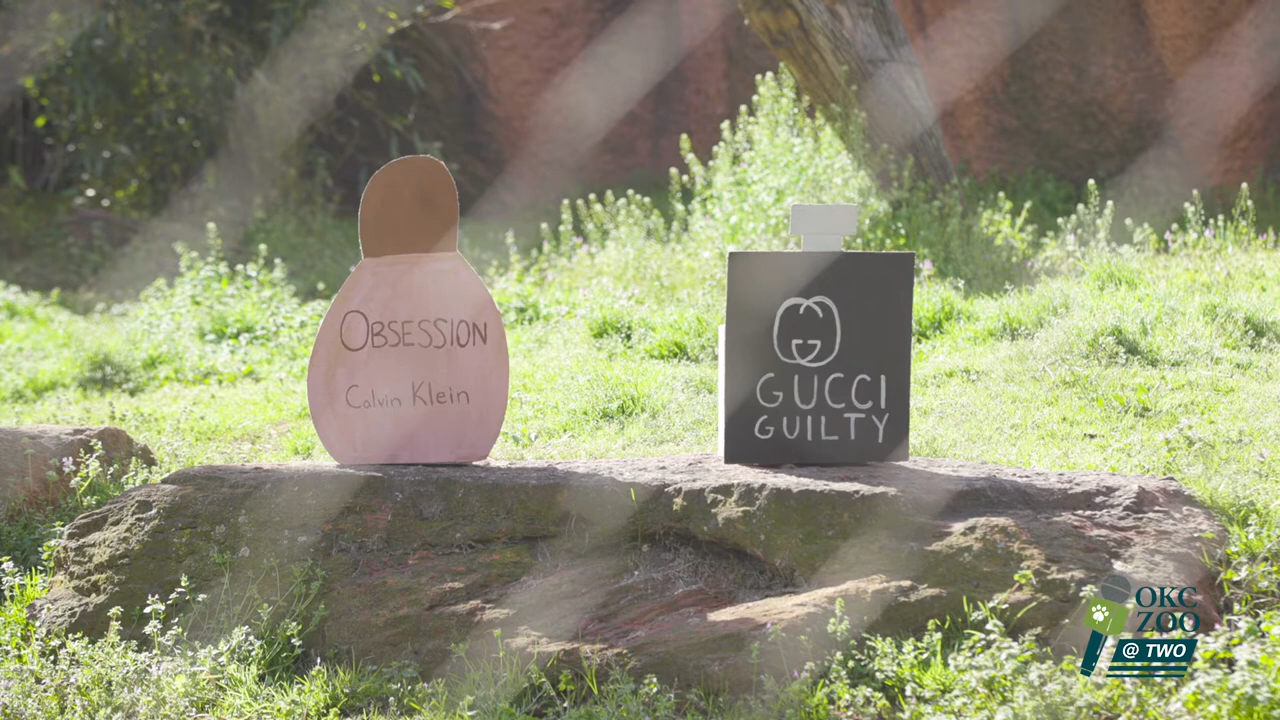 OBSESSION
Calvin Klein
GUCCI
GUILTY
OKC
ZOO
@ TWO